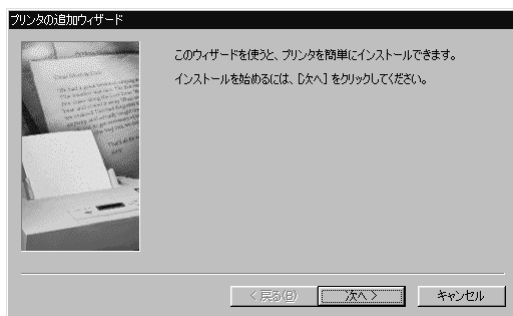 プリンタの追加ウィザード
このウィザードを使うと、プリンタを簡単にインストールできます。
インストールを始めるには、[次へ] をクリックしてください。
< 戻る(B)
次へ >
キャンセル